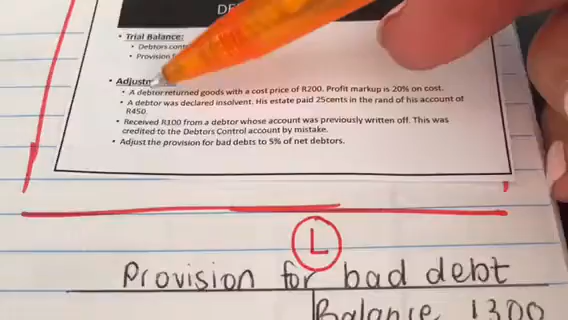 DE
• Trial Balance:
• Debtors cont
• Provision f
• Adjustm
• A debtor returned goods with a cost price of R200. Profit markup is 20% on cost.
• A debtor was declared insolvent. His estate paid 25cents in the rand of his account of
R450.
• Received R100 from a debtor whose account was previously written off. This was
credited to the Debtors Control account by mistake.
• Adjust the provision for bad debts to 5% of net debtors.
L
Provision for bad debt
Balance 1300